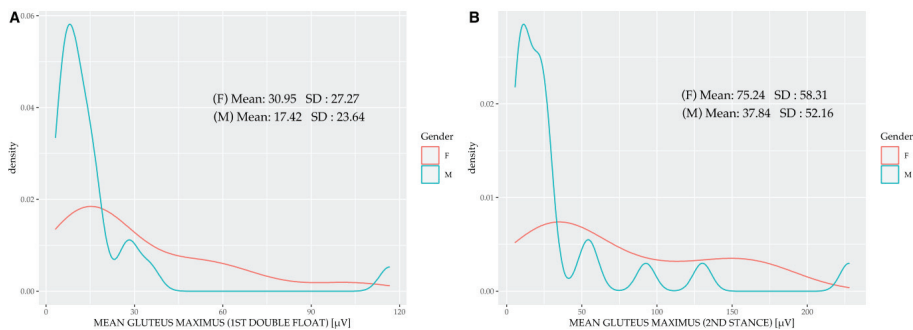 A
0.06
0.04
0.02
0.00
density
0
30
60
90
120
MEAN GLUTEUS MAXIMUS (1ST DOUBLE FLOAT) [µV]
(F) Mean: 30.95 SD : 27.27
(M) Mean: 17.42 SD : 23.64
Gender
F
M
B
0.02
0.01
0.00
density
0
50
100
150
200
MEAN GLUTEUS MAXIMUS (2ND STANCE) [µV]
(F) Mean: 75.24 SD : 58.31
(M) Mean: 37.84 SD : 52.16
Gender
F
M